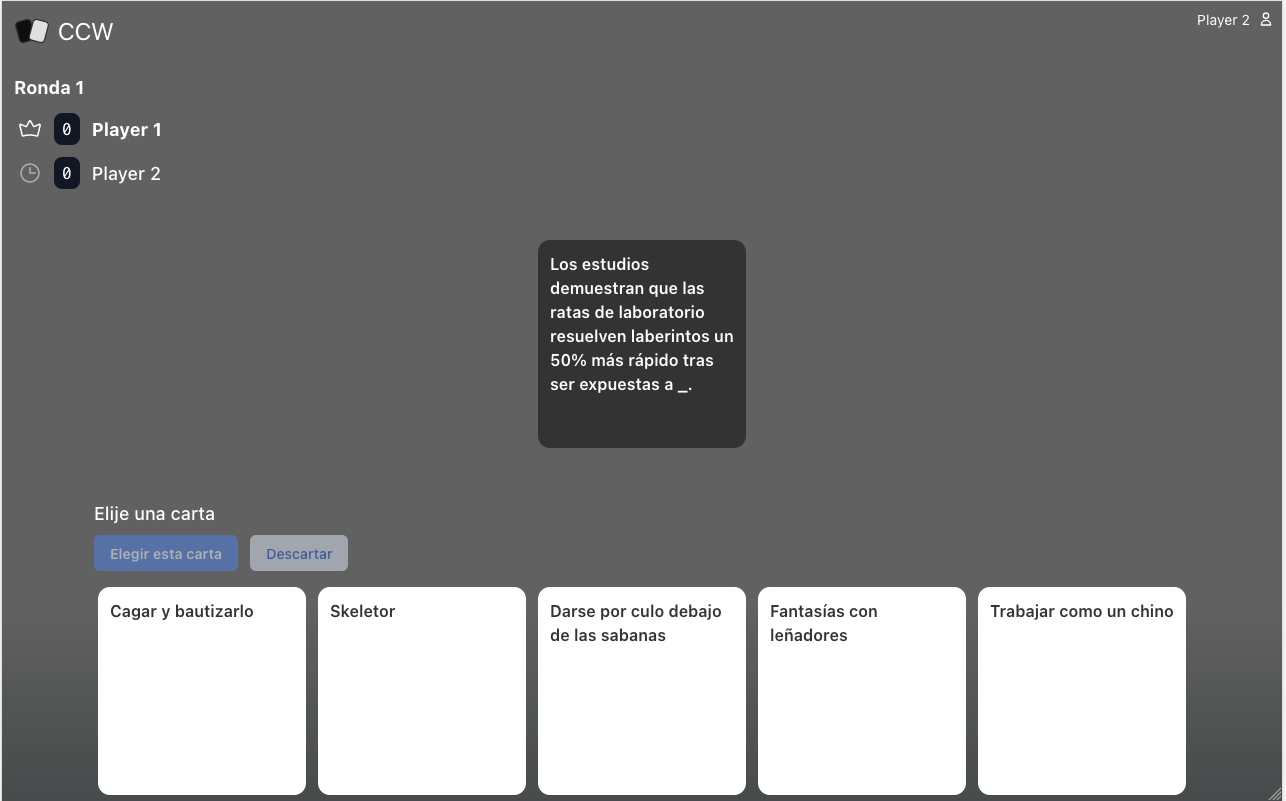 CCW
Player 2
Ronda 1
0 Player 1
0 Player 2
Los estudios
demuestran que las
ratas de laboratorio
resuelven laberintos un
50% más rápido tras
ser expuestas a _.
Elije una carta
Elegir esta carta
Descartar
Cagar y bautizarlo
Skeletor
Darse por culo debajo
de las sabanas
Fantasías con
leñadores
Trabajar como un chino